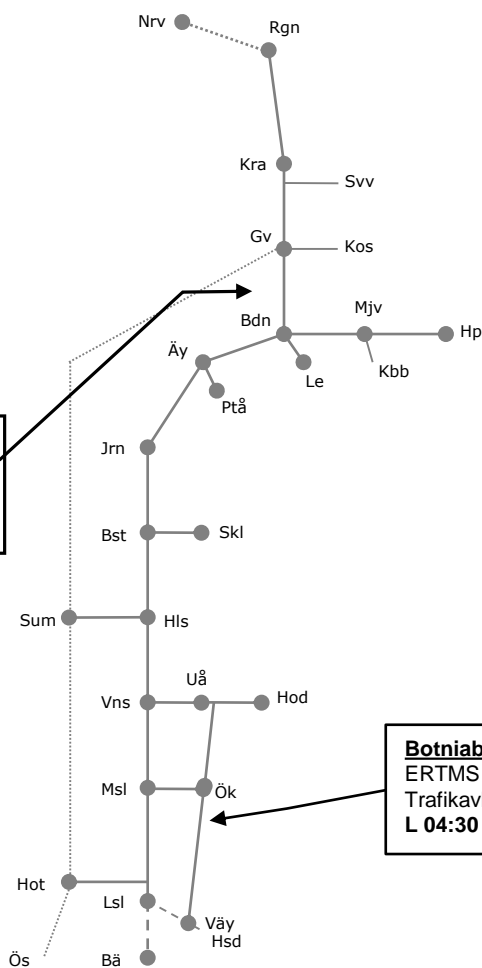 Nrv
Rgn
Kra
Svv
Gv
Kos
Bdn
Mjv
Hp
Äy
Le
Kbb
Ptå
Jrn
Bst
Skl
Sum
Hls
Uå
Vns
Hod
Botniab
ERTMS
Trafikav
L 04:30
Msl
Ök
Hot
Lsl
Väy
Hsd
Ös
Bä